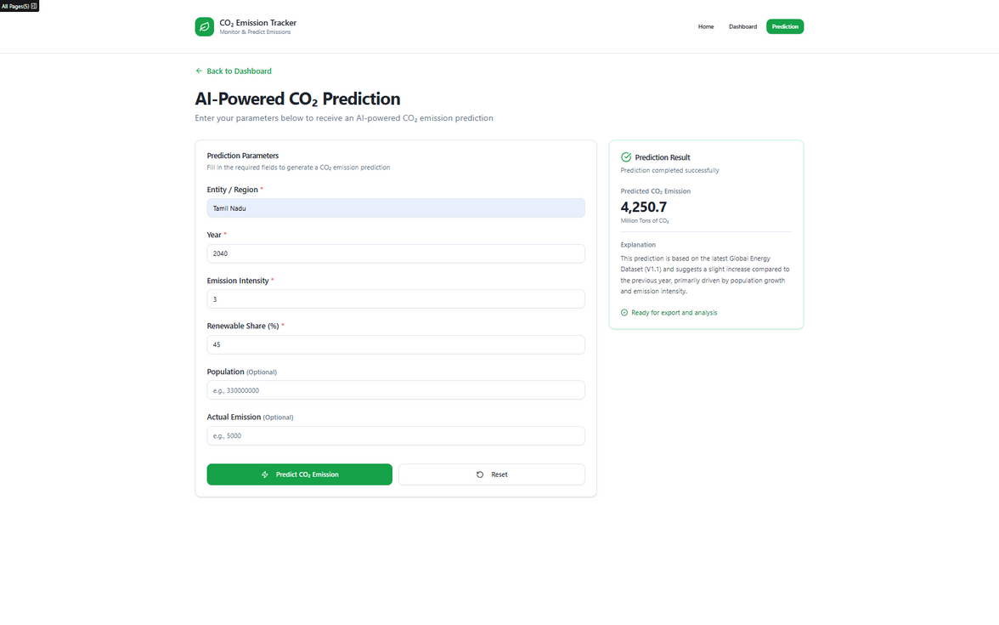 All Pages(5)
CO₂ Emission Tracker
Monitor & Predict Emissions
Home
Dashboard
Prediction
Back to Dashboard
AI-Powered CO₂ Prediction
Enter your parameters below to receive an AI-powered CO₂ emission prediction
Prediction Parameters
Fill in the required fields to generate a CO₂ emission prediction
Entity / Region *
Tamil Nadu
Year *
2040
Emission Intensity *
3
Renewable Share (%) *
45
Population (Optional)
e.g., 330000000
Actual Emission (Optional)
e.g., 5000
Predict CO₂ Emission
Reset
Prediction Result
Prediction completed successfully
Predicted CO₂ Emission
4,250.7
Million Tons of CO₂
Explanation
This prediction is based on the latest Global Energy
Dataset (V1.1) and suggests a slight increase compared to
the previous year, primarily driven by population growth
and emission intensity.
Ready for export and analysis